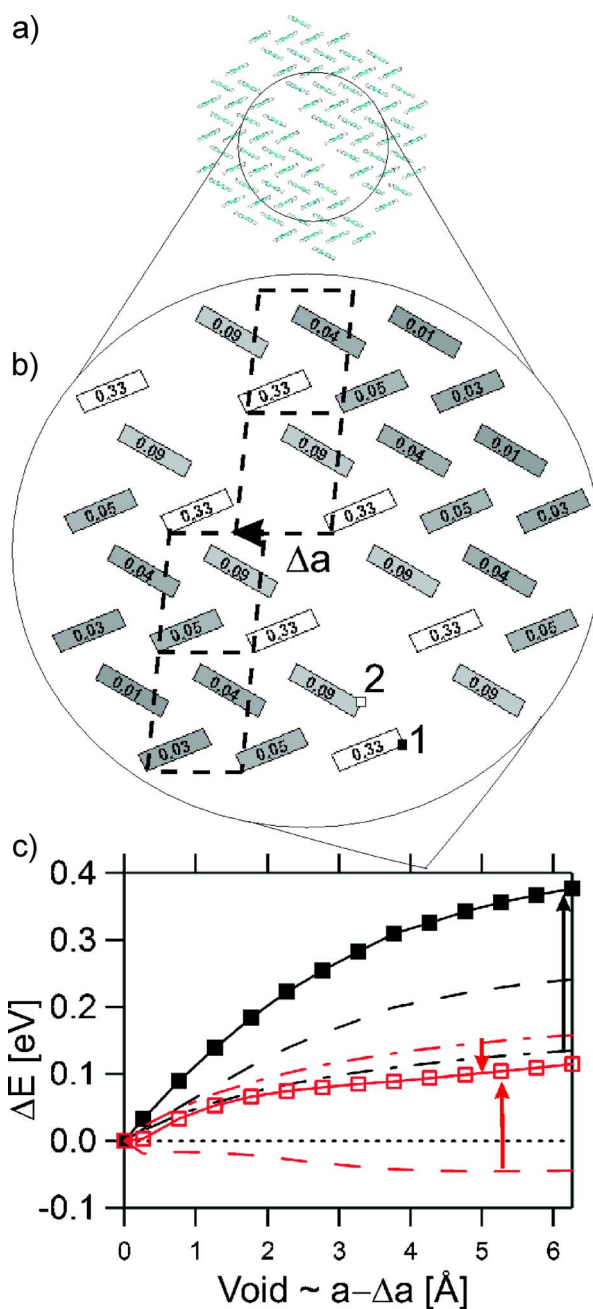 a)
b)
0.09 0.04 0.01
0.33 0.33 0.05 0.03
0.09 0.09 0.04 0.01
0.05 0.33 0.33 0.05 0.03
Δa
0.04 0.09 0.09 0.04
0.03 0.05 0.33 0.33 0.05
0.01 0.04 0.09 2 0.09
0.03 0.05 0.33 1
c)
0.4
0.3
0.2
0.1
0.0
-0.1
ΔE [eV]
0 1 2 3 4 5 6
Void ~ a–Δa [Å]